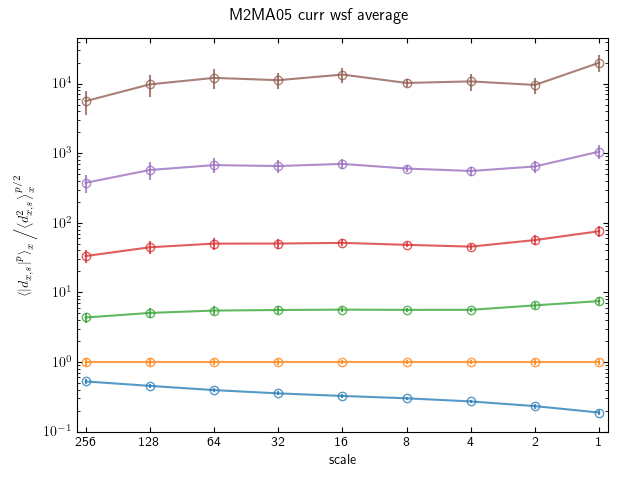 M2MA05 curr wsf average
⟨|d_{x,s}|^p⟩_x / ⟨d_{x,s}^2⟩_x^{p/2}
10^4
10^3
10^2
10^1
10^0
10^{-1}
256 128 64 32 16 8 4 2 1
scale